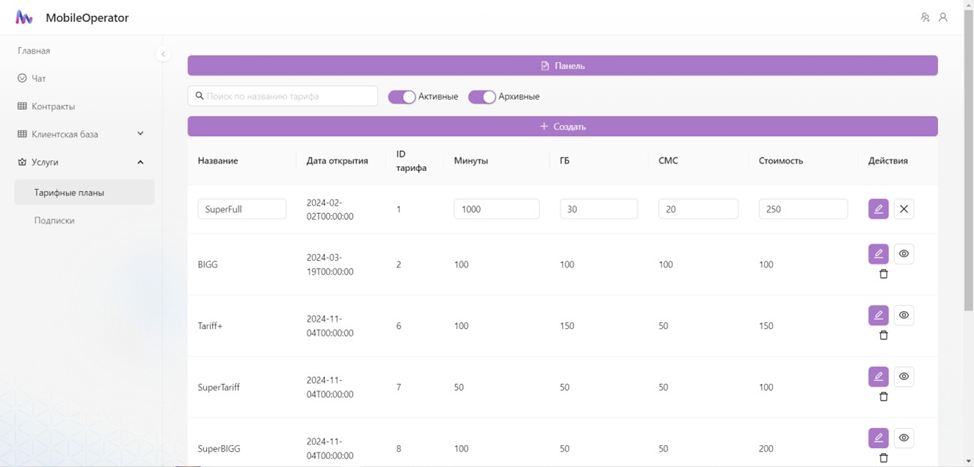 MobileOperator
Главная
Чат
Контракты
Клиентская база
Услуги
Тарифные планы
Подписки
Панель
Поиск по названию тарифа
Активные
Архивные
+ Создать
Название Дата открытия ID тарифа Минуты ГБ СМС Стоимость Действия
SuperFull 2024-02-02T00:00:00 1 1000 30 20 250
BIGG 2024-03-19T00:00:00 2 100 100 100 100
Tariff+ 2024-11-04T00:00:00 6 100 150 50 150
SuperTariff 2024-11-04T00:00:00 7 50 50 50 100
SuperBIGG 2024-11-04T00:00:00 8 100 50 50 200